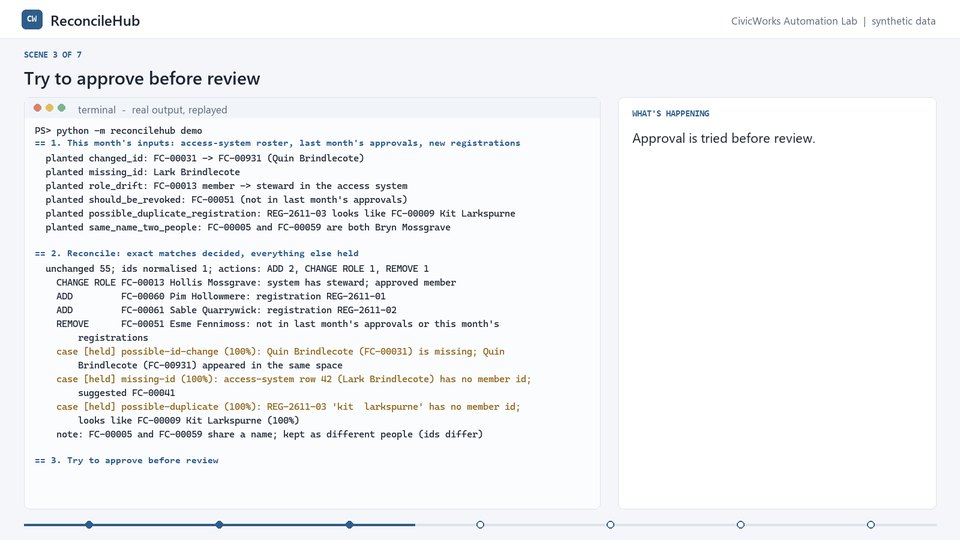 CW ReconcileHub
CivicWorks Automation Lab | synthetic data
SCENE 3 OF 7
Try to approve before review
terminal - real output, replayed
PS> python -m reconcilehub demo
== 1. This month's inputs: access-system roster, last month's approvals, new registrations
planted changed_id: FC-00031 -> FC-00931 (Quin Brindlecote)
planted missing_id: Lark Brindlecote
planted role_drift: FC-00013 member -> steward in the access system
planted should_be_revoked: FC-00051 (not in last month's approvals)
planted possible_duplicate_registration: REG-2611-03 looks like FC-00009 Kit Larkspurne
planted same_name_two_people: FC-00005 and FC-00059 are both Bryn Mossgrave
== 2. Reconcile: exact matches decided, everything else held
unchanged 55; ids normalised 1; actions: ADD 2, CHANGE ROLE 1, REMOVE 1
CHANGE ROLE FC-00013 Hollis Mossgrave: system has steward; approved member
ADD FC-00060 Pim Hollowmere: registration REG-2611-01
ADD FC-00061 Sable Quarrywick: registration REG-2611-02
REMOVE FC-00051 Esme Fennimoss: not in last month's approvals or this month's
registrations
case [held] possible-id-change (100%): Quin Brindlecote (FC-00031) is missing; Quin
Brindlecote (FC-00931) appeared in the same space
case [held] missing-id (100%): access-system row 42 (Lark Brindlecote) has no member id;
suggested FC-00041
case [held] possible-duplicate (100%): REG-2611-03 'kit  larkspurne' has no member id;
looks like FC-00009 Kit Larkspurne (100%)
note: FC-00005 and FC-00059 share a name; kept as different people (ids differ)
== 3. Try to approve before review
WHAT'S HAPPENING
Approval is tried before review.